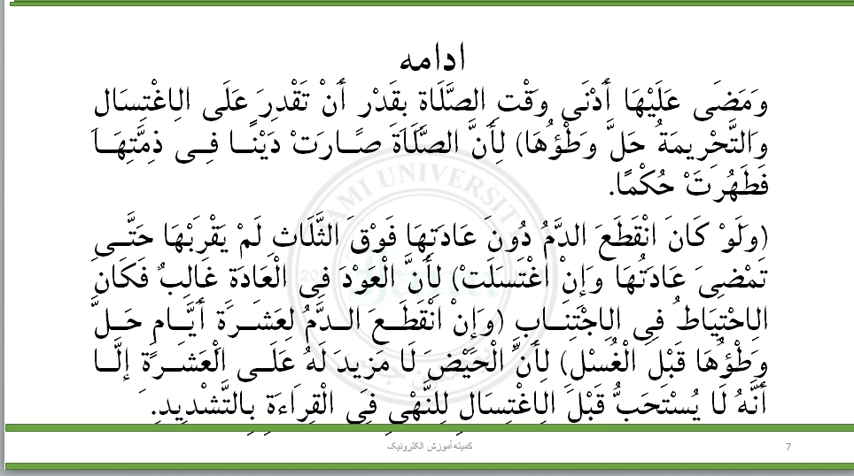 ادامه
وَمَضَى عَلَيْهَا أَدْنَى وَقْتِ الصَّلَاةِ بِقَدْرِ أَنْ تَقْدِرَ عَلَى الِاغْتِسَالِ
وَالتَّحْرِيمَةُ حَلَّ وَطْؤُهَا) لِأَنَّ الصَّلَاةَ صَارَتْ دَيْنًا فِي ذِمَّتِهَا
فَطَهُرَتْ حُكْمًا.
(وَلَوْ كَانَ انْقَطَعَ الدَّمُ دُونَ عَادَتِهَا فَوْقَ الثَّلَاثِ لَمْ يَقْرَبْهَا حَتَّى
تَمْضِيَ عَادَتُهَا وَإِنْ اغْتَسَلَتْ) لِأَنَّ الْعَوْدَ فِي الْعَادَةِ غَالِبٌ فَكَانَ
الِاحْتِيَاطُ فِي الِاجْتِنَابِ (وَإِنْ انْقَطَعَ الدَّمُ لِعَشَرَةِ أَيَّامٍ حَلَّ
وَطْؤُهَا قَبْلَ الْغُسْلِ) لِأَنَّ الْحَيْضَ لَا مَزِيدَ لَهُ عَلَى الْعَشَرَةِ إلَّا
أَنَّهُ لَا يُسْتَحَبُّ قَبْلَ الِاغْتِسَالِ لِلنَّهْيِ فِي الْقِرَاءَةِ بِالتَّشْدِيدِ.
کمیته آموزش الکترونیک
7